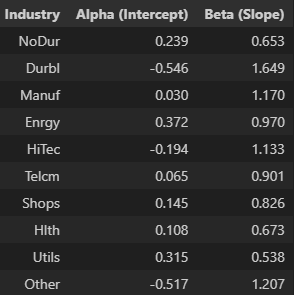 Industry Alpha (Intercept) Beta (Slope)
NoDur 0.239 0.653
Durbl -0.546 1.649
Manuf 0.030 1.170
Enrgy 0.372 0.970
HiTec -0.194 1.133
Telcm 0.065 0.901
Shops 0.145 0.826
Hlth 0.108 0.673
Utils 0.315 0.538
Other -0.517 1.207